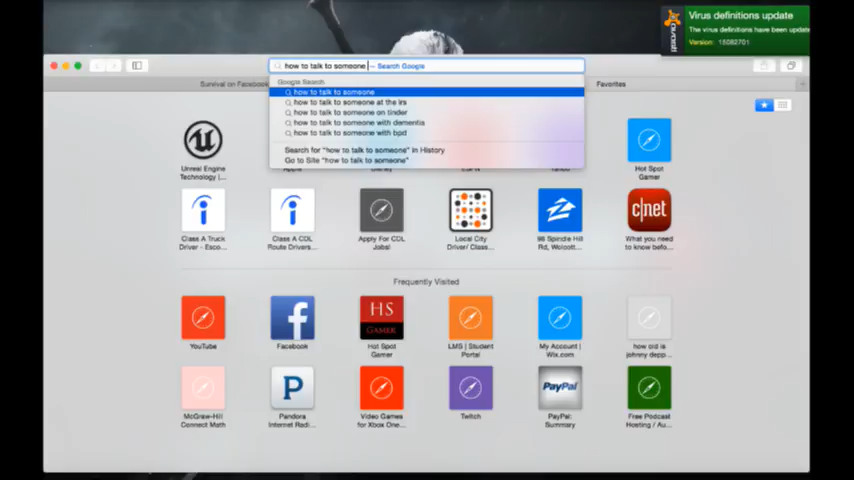 Virus definitions update
The virus definitions have been update
Version: 15082701
avast!
how to talk to someone — Search Google
Google Search
how to talk to someone
how to talk to someone at the irs
how to talk to someone on tinder
how to talk to someone with dementia
how to talk to someone with bpd
Search for "how to talk to someone" in History
Go to Site "how to talk to someone"
Survival on Facebook
Favorites
Unreal Engine
Technology |...
Hot Spot
Gamer
Class A Truck
Driver - Esco...
Class A CDL
Route Drivers...
Apply For CDL
Jobs!
Local City
Driver/ Class...
98 Spindle Hill
Rd, Wolcott...
c|net
What you need
to know befo...
Frequently Visited
YouTube
f
Facebook
HS
GAMER
Hot Spot
Gamer
LMS | Student
Portal
My Account |
Wix.com
how old is
johnny depp...
McGraw-Hill
Connect Math
P
Pandora
Internet Radi...
Video Games
for Xbox One...
Twitch
PayPal
PayPal:
Summary
Free Podcast
Hosting / Au...